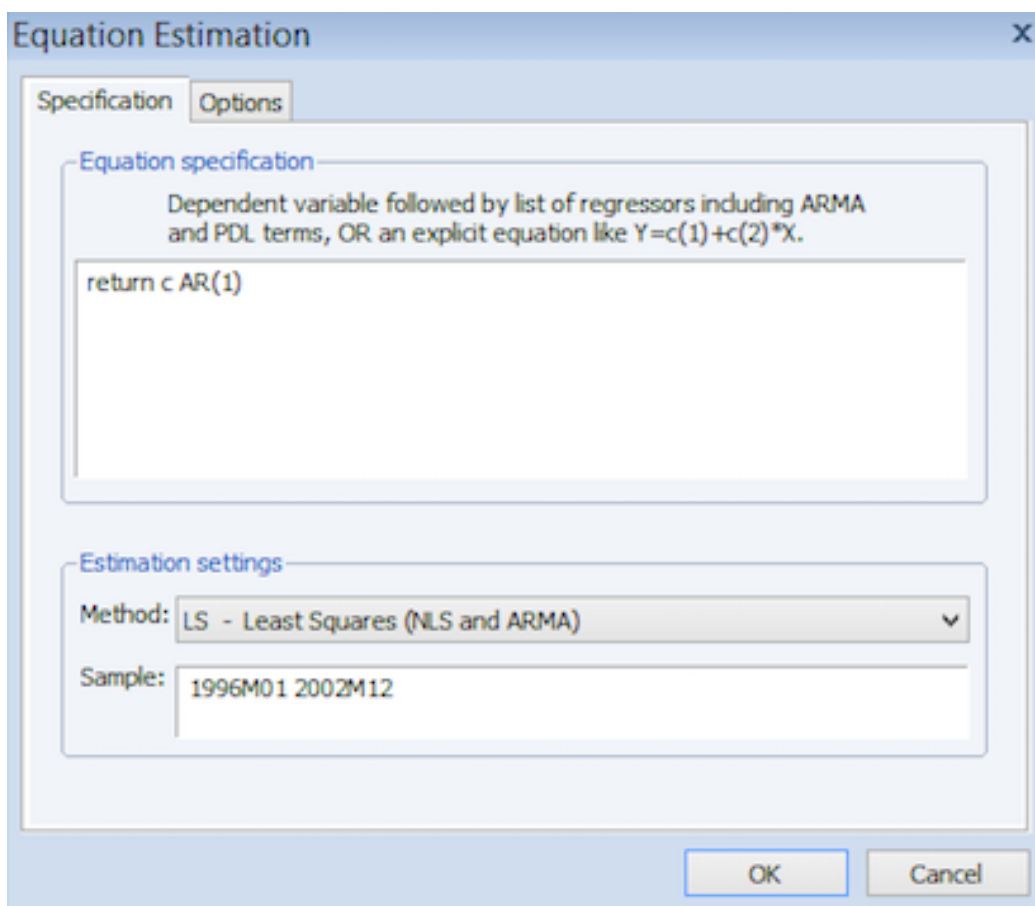 Equation Estimation
x
Specification
Options
Equation specification
Dependent variable followed by list of regressors including ARMA
and PDL terms, OR an explicit equation like Y=c(1)+c(2)*X.
return c AR(1)
Estimation settings
Method:
LS - Least Squares (NLS and ARMA)
Sample:
1996M01 2002M12
OK
Cancel